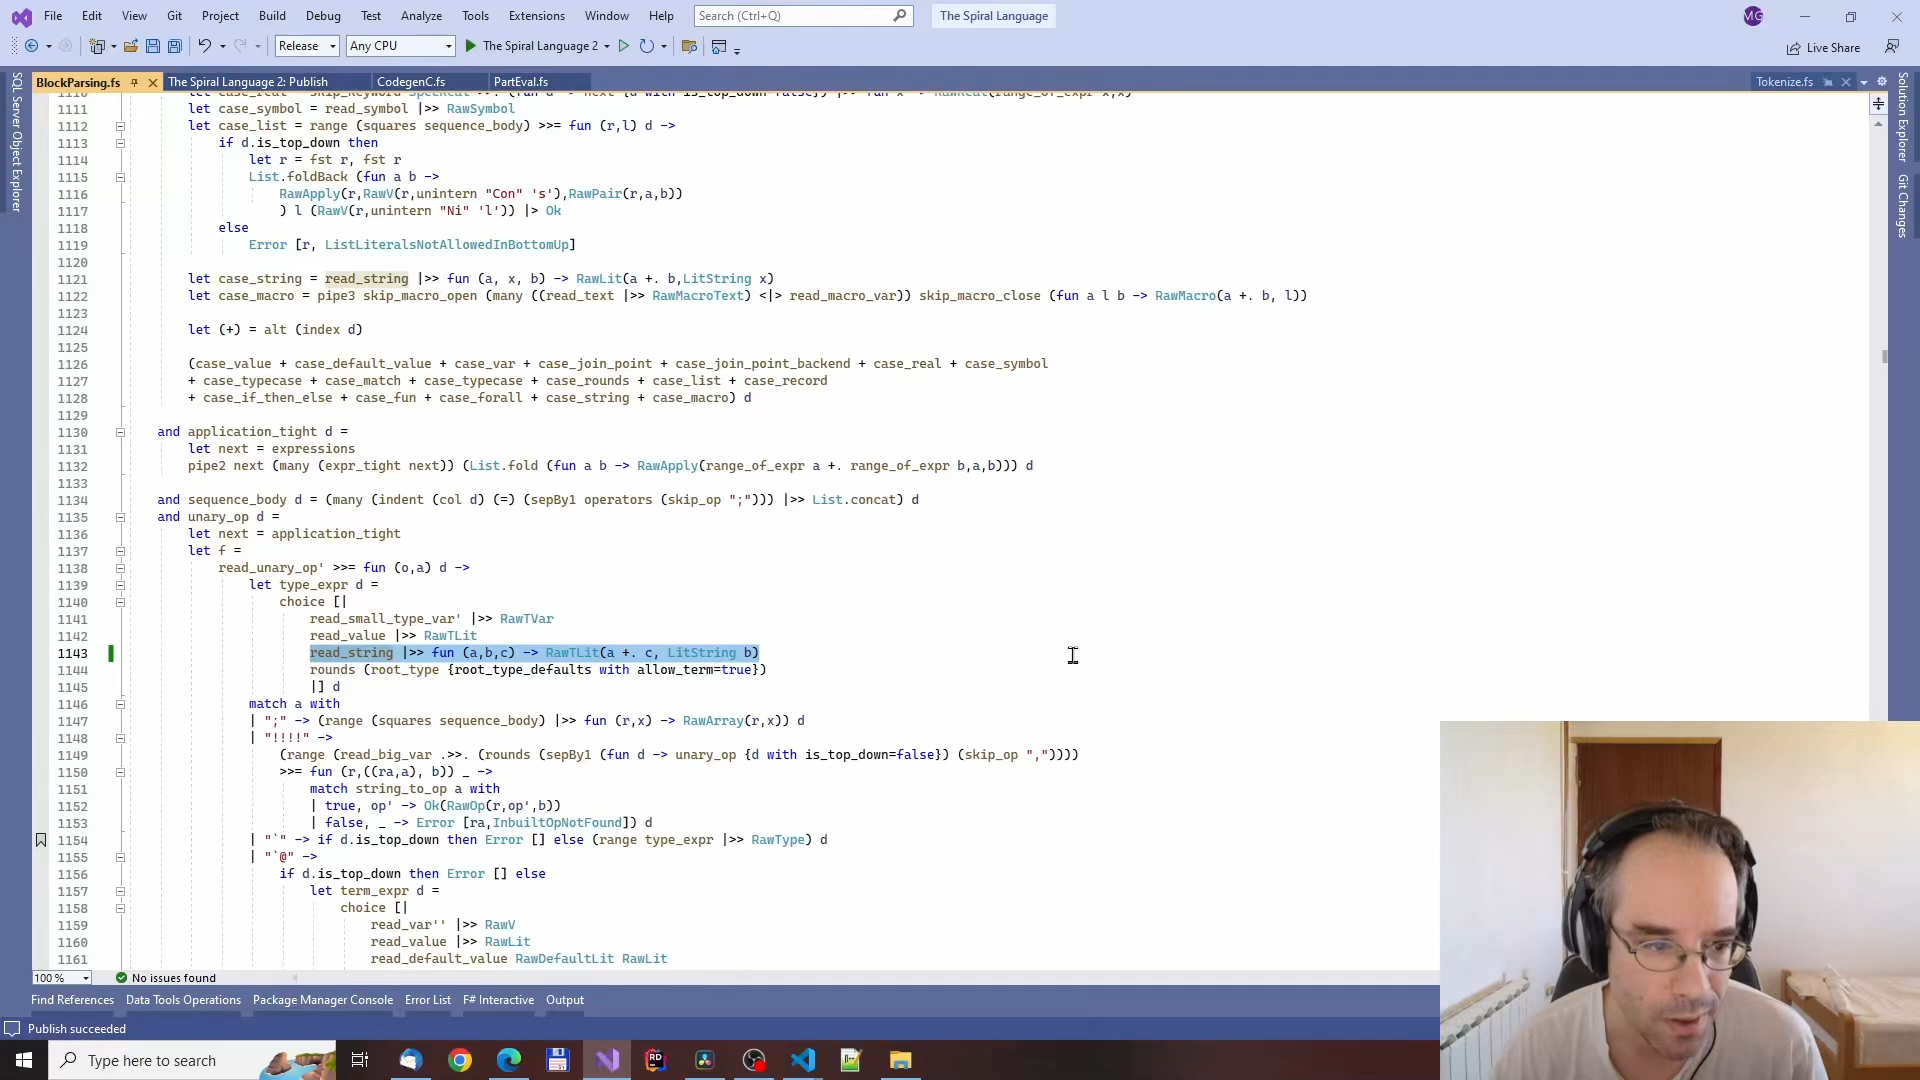 File Edit View Git Project Build Debug Test Analyze Tools Extensions Window Help Search (Ctrl+Q) The Spiral Language MG
Release Any CPU The Spiral Language 2 Live Share
BlockParsing.fs The Spiral Language 2: Publish CodegenC.fs PartEval.fs Tokenize.fs
SQL Server Object Explorer
Solution Explorer
Git Changes
1111 let case_symbol = read_symbol |>> RawSymbol
1112 let case_list = range (squares sequence_body) >>= fun (r,l) d ->
1113 if d.is_top_down then
1114 let r = fst r, fst r
1115 List.foldBack (fun a b ->
1116 RawApply(r,RawV(r,unintern "Con" 's'),RawPair(r,a,b))
1117 ) l (RawV(r,unintern "Ni" 'l')) |> Ok
1118 else
1119 Error [r, ListLiteralsNotAllowedInBottomUp]
1120
1121 let case_string = read_string |>> fun (a, x, b) -> RawLit(a +. b,LitString x)
1122 let case_macro = pipe3 skip_macro_open (many ((read_text |>> RawMacroText) <|> read_macro_var)) skip_macro_close (fun a l b -> RawMacro(a +. b, l))
1123
1124 let (+) = alt (index d)
1125
1126 (case_value + case_default_value + case_var + case_join_point + case_join_point_backend + case_real + case_symbol
1127 + case_typecase + case_match + case_typecase + case_rounds + case_list + case_record
1128 + case_if_then_else + case_fun + case_forall + case_string + case_macro) d
1129
1130 and application_tight d =
1131 let next = expressions
1132 pipe2 next (many (expr_tight next)) (List.fold (fun a b -> RawApply(range_of_expr a +. range_of_expr b,a,b))) d
1133
1134 and sequence_body d = (many (indent (col d) (=) (sepBy1 operators (skip_op ";"))) |>> List.concat) d
1135 and unary_op d =
1136 let next = application_tight
1137 let f =
1138 read_unary_op' >>= fun (o,a) d ->
1139 let type_expr d =
1140 choice [|
1141 read_small_type_var' |>> RawTVar
1142 read_value |>> RawTLit
1143 read_string |>> fun (a,b,c) -> RawTLit(a +. c, LitString b)
1144 rounds (root_type {root_type_defaults with allow_term=true})
1145 |] d
1146 match a with
1147 | ";" -> (range (squares sequence_body) |>> fun (r,x) -> RawArray(r,x)) d
1148 | "!!!!" ->
1149 (range (read_big_var .>>. (rounds (sepBy1 (fun d -> unary_op {d with is_top_down=false}) (skip_op ","))))
1150 >>= fun (r,((ra,a), b)) _ ->
1151 match string_to_op a with
1152 | true, op' -> Ok(RawOp(r,op',b))
1153 | false, _ -> Error [ra,InbuiltOpNotFound]) d
1154 | "`" -> if d.is_top_down then Error [] else (range type_expr |>> RawType) d
1155 | "`@" ->
1156 if d.is_top_down then Error [] else
1157 let term_expr d =
1158 choice [|
1159 read_var'' |>> RawV
1160 read_value |>> RawLit
1161 read_default_value RawDefaultLit RawLit
100 % No issues found
Find References Data Tools Operations Package Manager Console Error List F# Interactive Output
Publish succeeded
Type here to search